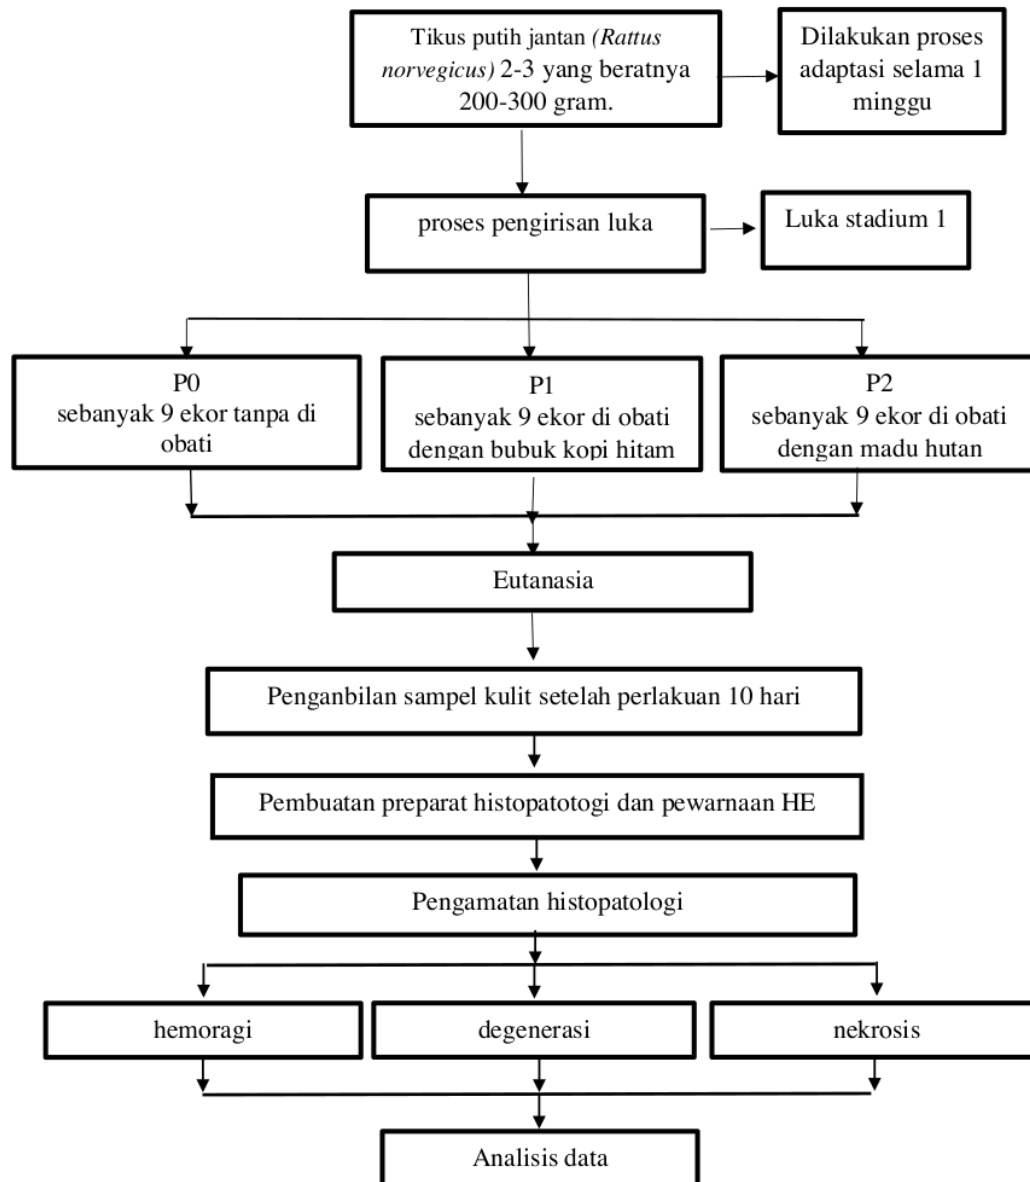 Tikus putih jantan (Rattus
norvegicus) 2-3 yang beratnya
200-300 gram.
Dilakukan proses
adaptasi selama 1
minggu
proses pengirisan luka
Luka stadium 1
P0
sebanyak 9 ekor tanpa di
obati
P1
sebanyak 9 ekor di obati
dengan bubuk kopi hitam
P2
sebanyak 9 ekor di obati
dengan madu hutan
Eutanasia
Penganbilan sampel kulit setelah perlakuan 10 hari
Pembuatan preparat histopatotogi dan pewarnaan HE
Pengamatan histopatologi
hemoragi
degenerasi
nekrosis
Analisis data